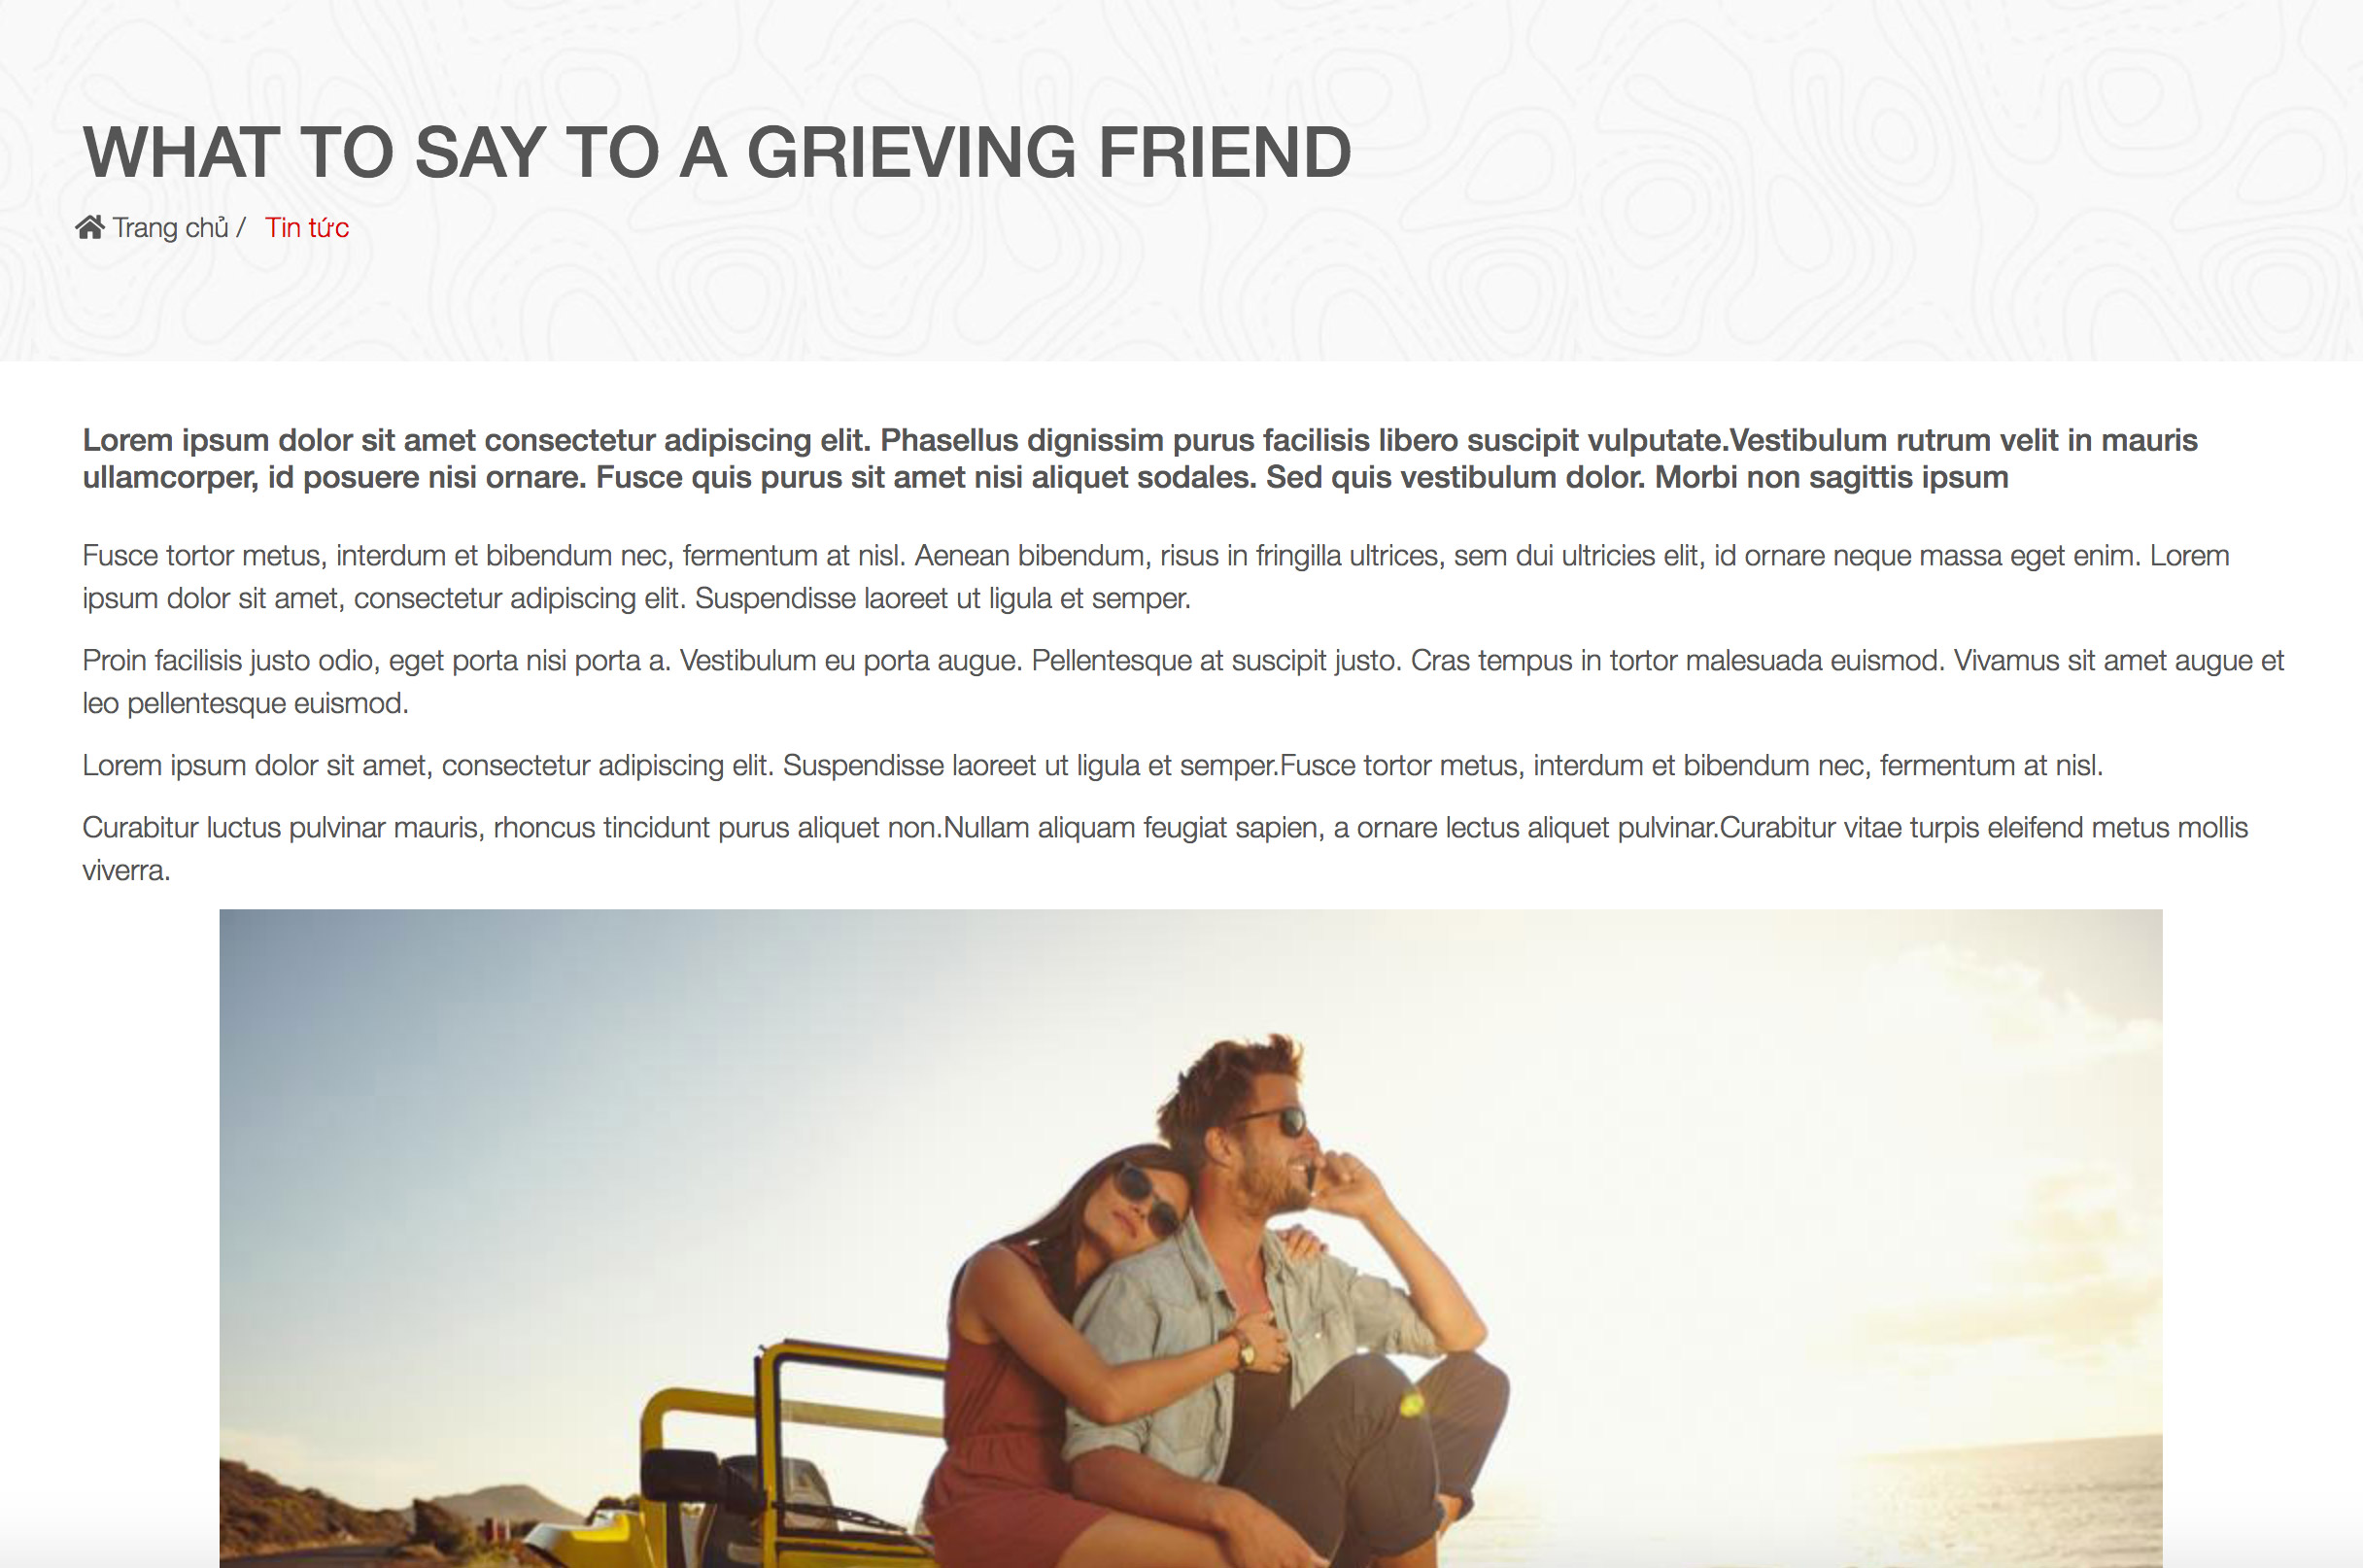 WHAT TO SAY TO A GRIEVING FRIEND
Trang chủ / Tin tức
Lorem ipsum dolor sit amet consectetur adipiscing elit. Phasellus dignissim purus facilisis libero suscipit vulputate.Vestibulum rutrum velit in mauris
ullamcorper, id posuere nisi ornare. Fusce quis purus sit amet nisi aliquet sodales. Sed quis vestibulum dolor. Morbi non sagittis ipsum
Fusce tortor metus, interdum et bibendum nec, fermentum at nisl. Aenean bibendum, risus in fringilla ultrices, sem dui ultricies elit, id ornare neque massa eget enim. Lorem
ipsum dolor sit amet, consectetur adipiscing elit. Suspendisse laoreet ut ligula et semper.
Proin facilisis justo odio, eget porta nisi porta a. Vestibulum eu porta augue. Pellentesque at suscipit justo. Cras tempus in tortor malesuada euismod. Vivamus sit amet augue et
leo pellentesque euismod.
Lorem ipsum dolor sit amet, consectetur adipiscing elit. Suspendisse laoreet ut ligula et semper.Fusce tortor metus, interdum et bibendum nec, fermentum at nisl.
Curabitur luctus pulvinar mauris, rhoncus tincidunt purus aliquet non.Nullam aliquam feugiat sapien, a ornare lectus aliquet pulvinar.Curabitur vitae turpis eleifend metus mollis
viverra.